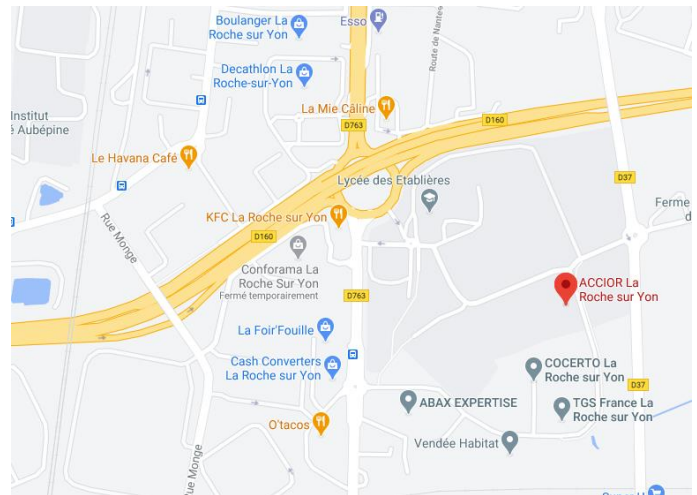 Boulanger La
Roche sur Yon
Esso
Route de Nantes
Decathlon La
Roche-sur-Yon
La Mie Câline
D160
D763
Institut
é Aubépine
Le Havana Café
Lycée des Etablières
D37
Ferme
d
KFC La Roche sur Yon
Rue Monge
D160
Conforama La
Roche Sur Yon
Fermé temporairement
ACCIOR La
Roche sur Yon
D763
La Foir'Fouille
Cash Converters
La Roche sur Yon
COCERTO La
Roche sur Yon
D37
ABAX EXPERTISE
TGS France La
Roche sur Yon
O'tacos
Vendée Habitat
Rue Monge